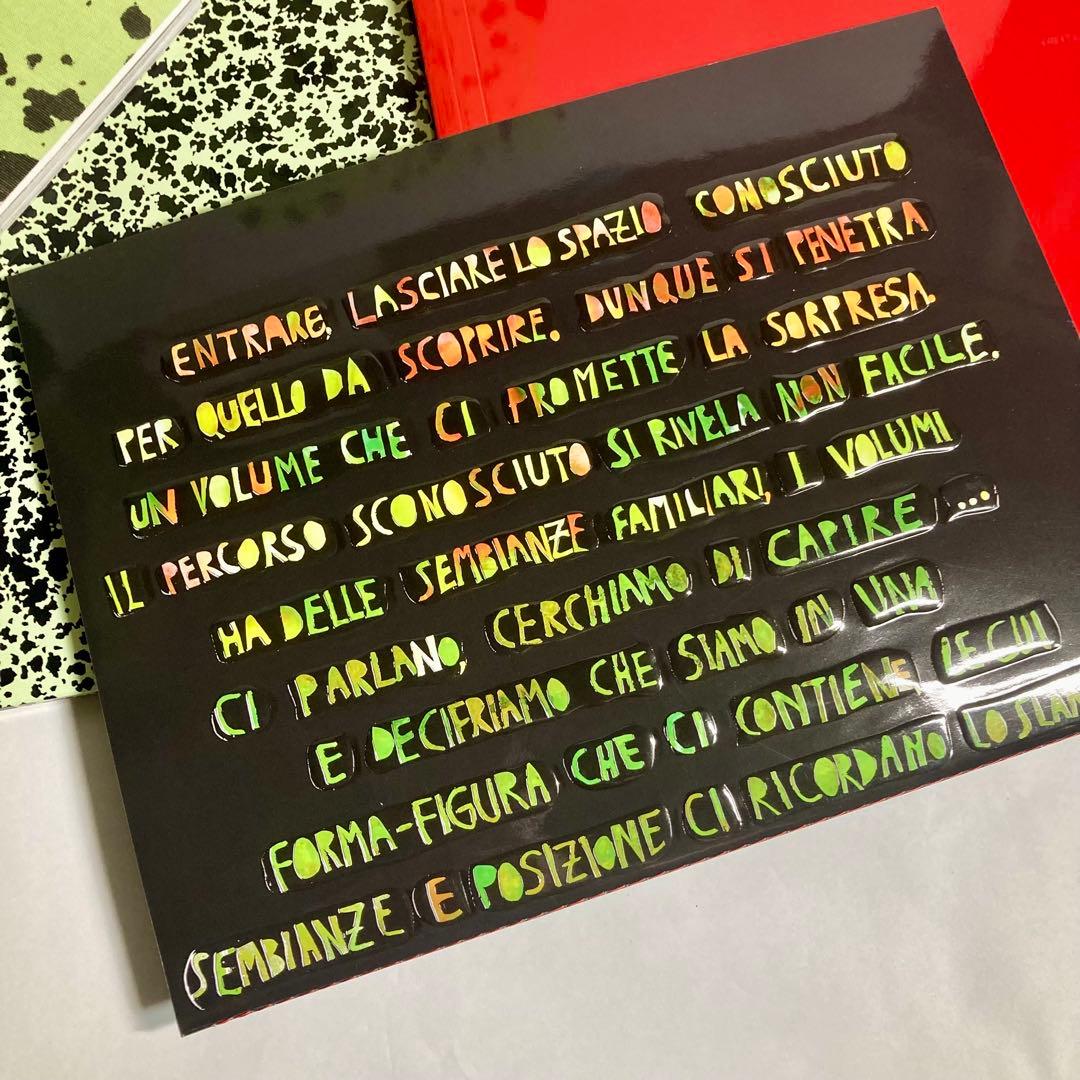 ENTRARE, LASCIARE LO SPAZIO CONOSCIUTO
PER QUELLO DA SCOPRIRE. DUNQUE SI PENETRA
UN VOLUME CHE CI PROMETTE LA SORPRESA.
IL PERCORSO SCONOSCIUTO SI RIVELA NON FACILE.
HA DELLE SEMBIANZE FAMILIARI, I VOLUMI
CI PARLANO, CERCHIAMO DI CAPIRE ...
E DECIFRIAMO CHE SIAMO IN UNA
FORMA-FIGURA CHE CI CONTIENE LE CUI
SEMBIANZE E POSIZIONE CI RICORDANO LO